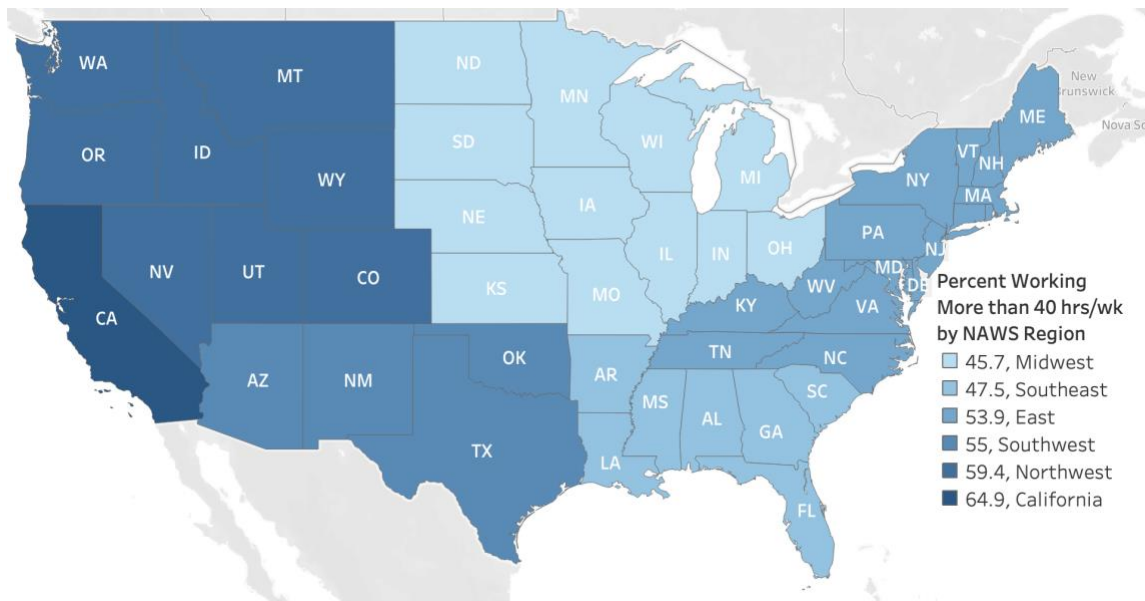 WA
MT
ND
MN
ME
New
Brunswick
Nova Sc
OR
ID
SD
WI
VT
NH
WY
MI
NY
MA
NE
IA
PA
NJ
NV
UT
CO
IL
IN
OH
MD
DE
KS
MO
WV
VA
CA
KY
TN
NC
AZ
NM
OK
AR
SC
MS
AL
GA
TX
LA
FL
Percent Working
More than 40 hrs/wk
by NAWS Region
45.7, Midwest
47.5, Southeast
53.9, East
55, Southwest
59.4, Northwest
64.9, California